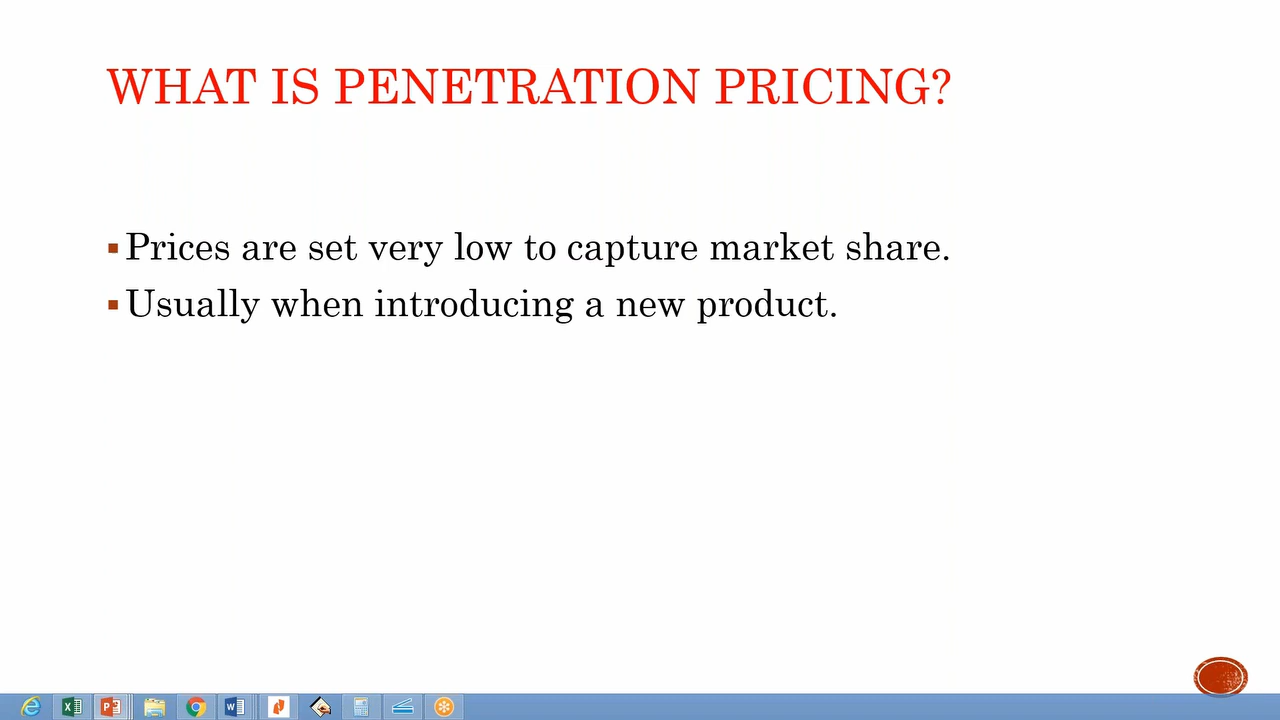 WHAT IS PENETRATION PRICING?
▪Prices are set very low to capture market share.
▪Usually when introducing a new product.